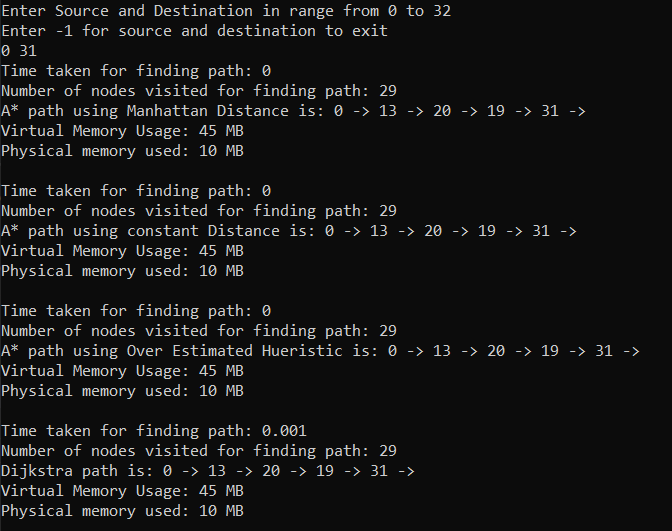 Enter Source and Destination in range from 0 to 32
Enter -1 for source and destination to exit
0 31
Time taken for finding path: 0
Number of nodes visited for finding path: 29
A* path using Manhattan Distance is: 0 -> 13 -> 20 -> 19 -> 31 ->
Virtual Memory Usage: 45 MB
Physical memory used: 10 MB
Time taken for finding path: 0
Number of nodes visited for finding path: 29
A* path using constant Distance is: 0 -> 13 -> 20 -> 19 -> 31 ->
Virtual Memory Usage: 45 MB
Physical memory used: 10 MB
Time taken for finding path: 0
Number of nodes visited for finding path: 29
A* path using Over Estimated Hueristic is: 0 -> 13 -> 20 -> 19 -> 31 ->
Virtual Memory Usage: 45 MB
Physical memory used: 10 MB
Time taken for finding path: 0.001
Number of nodes visited for finding path: 29
Dijkstra path is: 0 -> 13 -> 20 -> 19 -> 31 ->
Virtual Memory Usage: 45 MB
Physical memory used: 10 MB